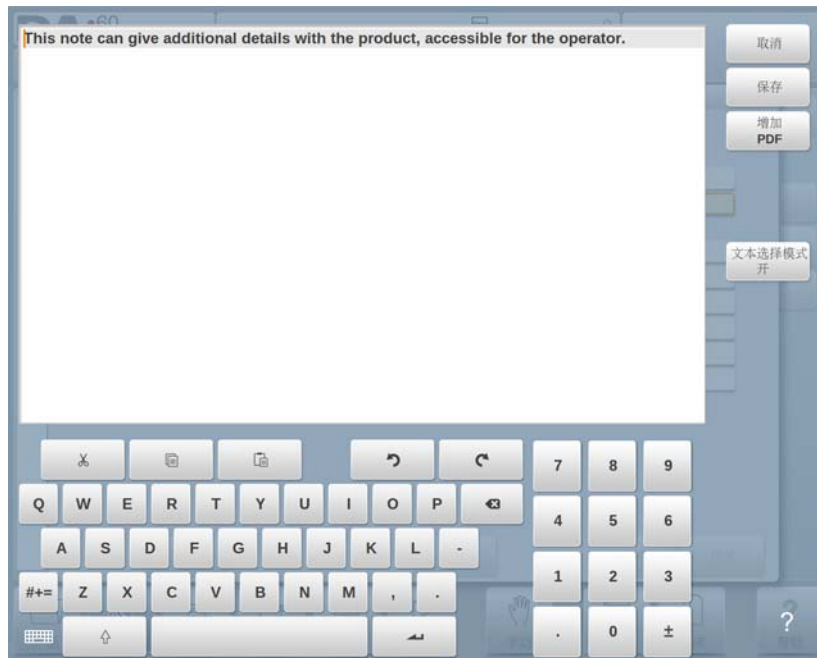 This note can give additional details with the product, accessible for the operator.
取消
保存
增加
PDF
文本选择模式
开
7 8 9
Q W E R T Y U I O P
4 5 6
A S D F G H J K L -
1 2 3
#+= Z X C V B N M , .
. 0 ±
?